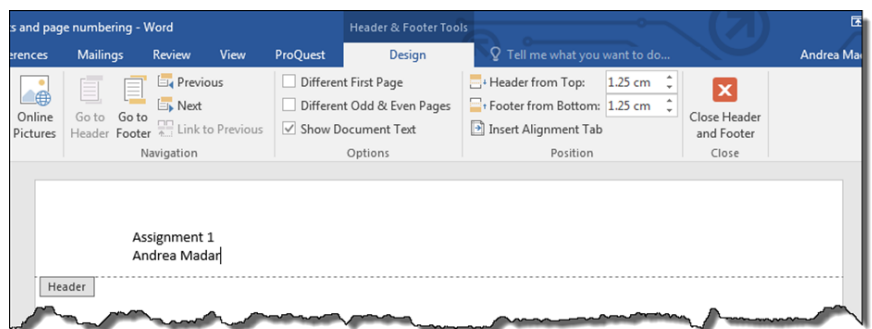 s and page numbering - Word
Header & Footer Tools
erences Mailings Review View ProQuest Design Tell me what you want to do... Andrea Ma
Online Pictures
Go to Header
Go to Footer
Previous
Next
Link to Previous
Navigation
Different First Page
Different Odd & Even Pages
Show Document Text
Options
Header from Top: 1.25 cm
Footer from Bottom: 1.25 cm
Insert Alignment Tab
Position
Close Header and Footer
Close
Assignment 1
Andrea Madar
Header